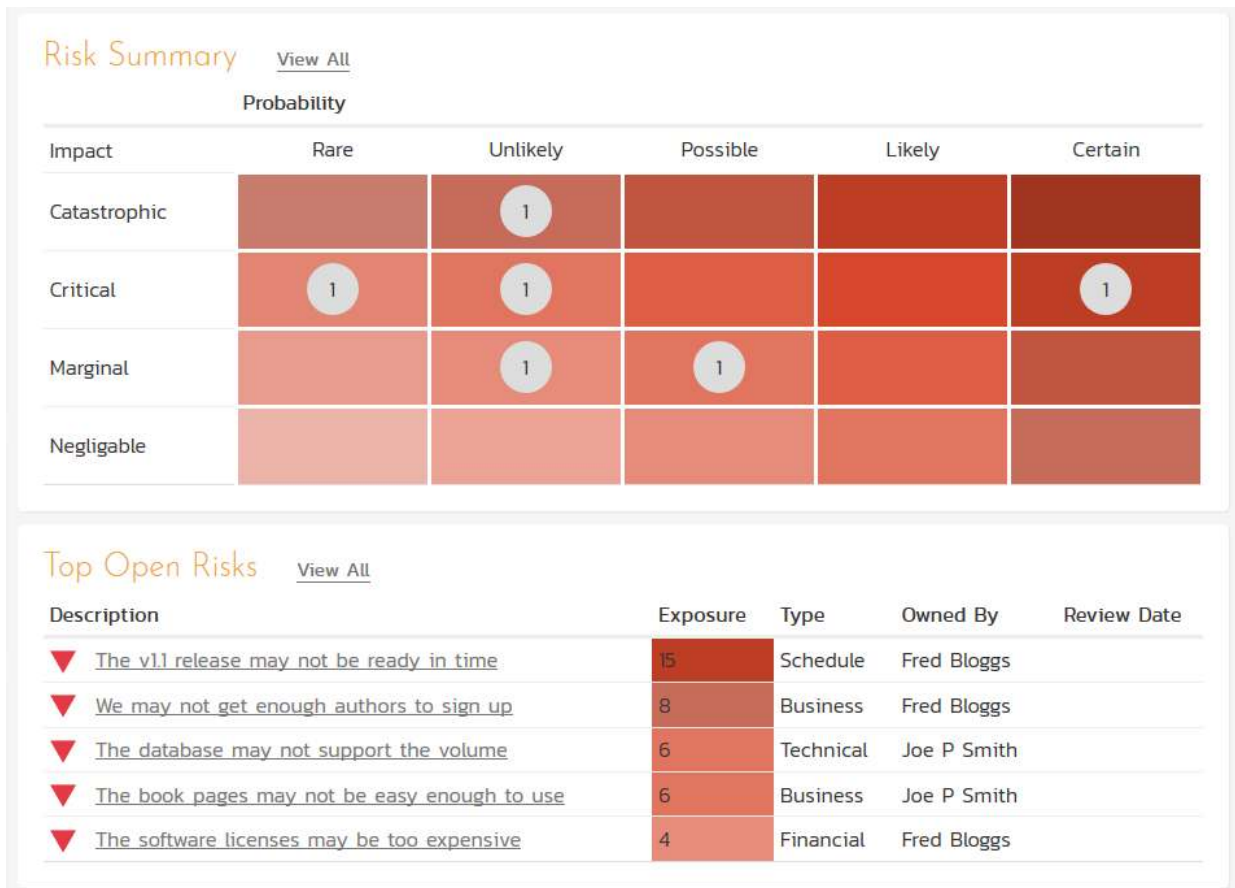 Risk Summary View All
Probability
Impact Rare Unlikely Possible Likely Certain
Catastrophic 1
Critical 1 1 1
Marginal 1 1
Negligable
Top Open Risks View All
Description Exposure Type Owned By Review Date
The v1.1 release may not be ready in time 15 Schedule Fred Bloggs
We may not get enough authors to sign up 8 Business Fred Bloggs
The database may not support the volume 6 Technical Joe P Smith
The book pages may not be easy enough to use 6 Business Joe P Smith
The software licenses may be too expensive 4 Financial Fred Bloggs